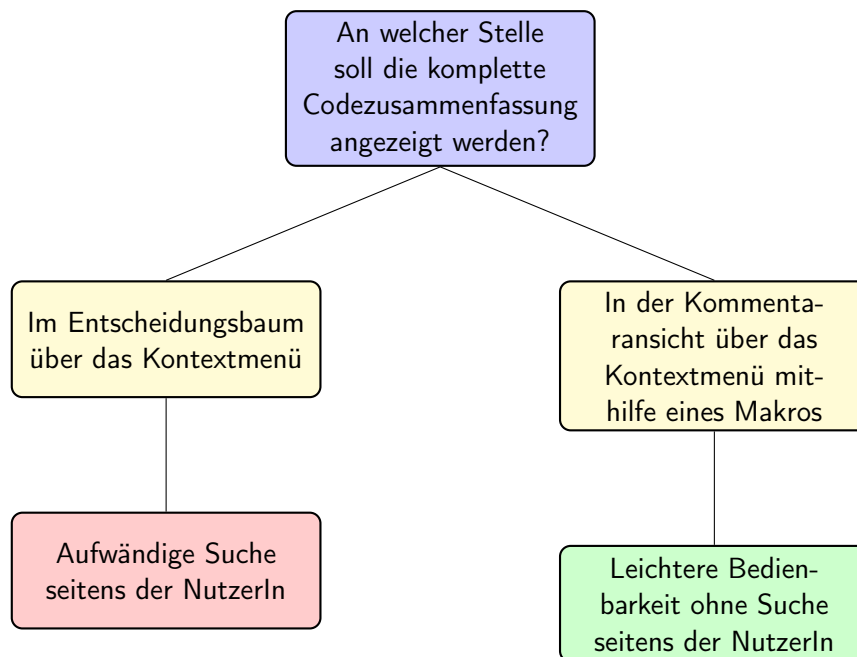 An welcher Stelle
soll die komplette
Codezusammenfassung
angezeigt werden?
Im Entscheidungsbaum
über das Kontextmenü
In der Kommenta-
ransicht über das
Kontextmenü mit-
hilfe eines Makros
Aufwändige Suche
seitens der NutzerIn
Leichtere Bedien-
barkeit ohne Suche
seitens der NutzerIn